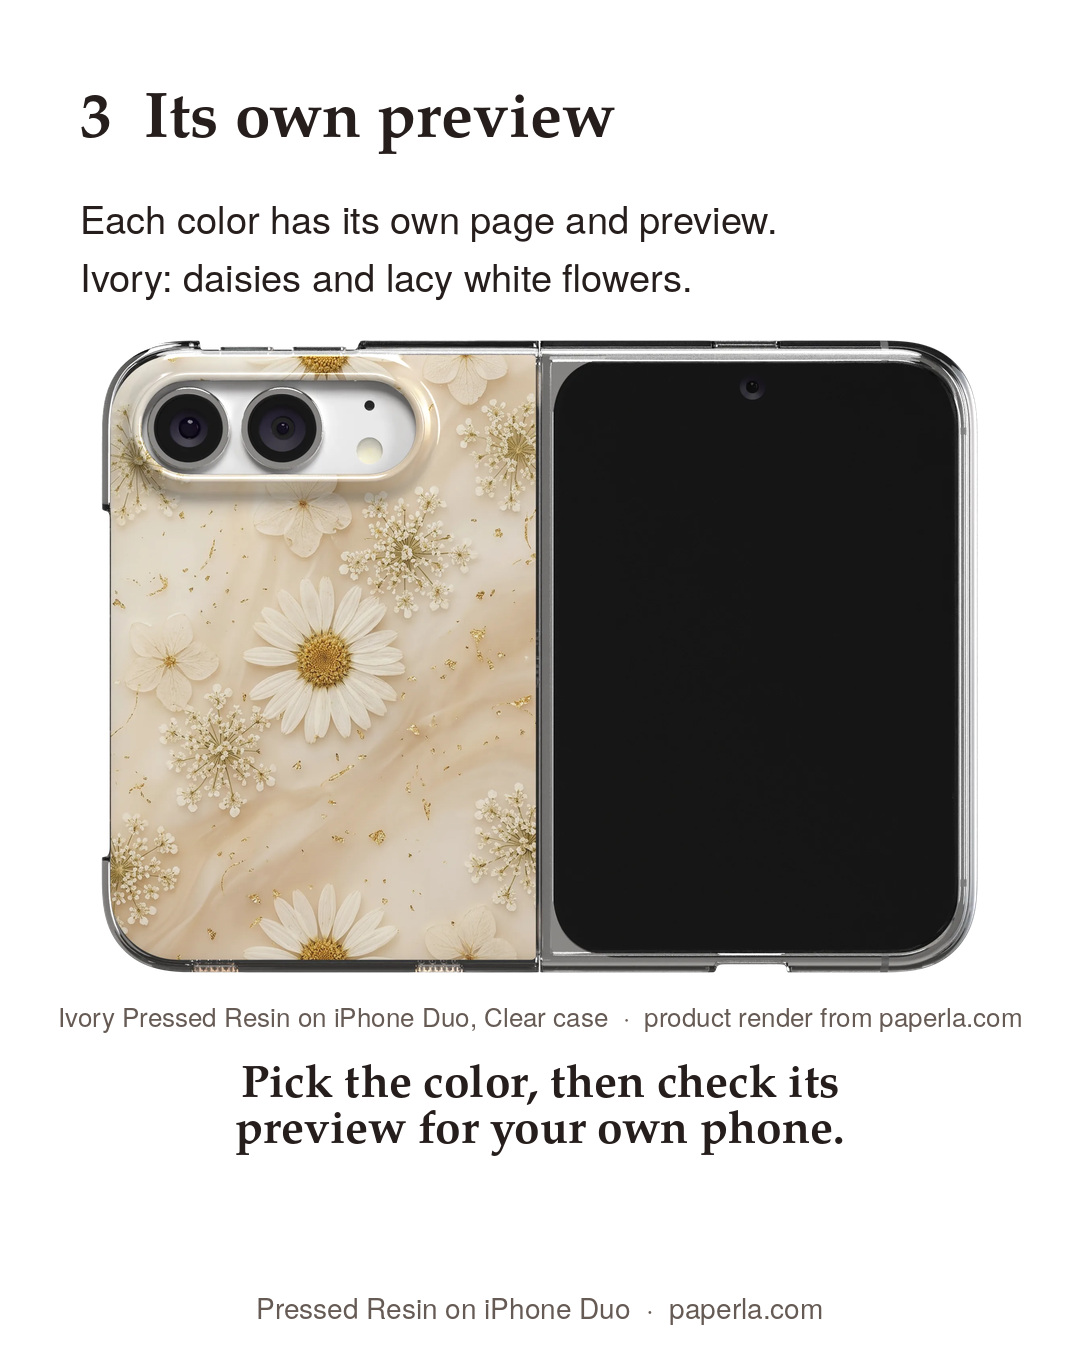 3 Its own preview
Each color has its own page and preview.
Ivory: daisies and lacy white flowers.
Ivory Pressed Resin on iPhone Duo, Clear case · product render from paperla.com
Pick the color, then check its
preview for your own phone.
Pressed Resin on iPhone Duo · paperla.com